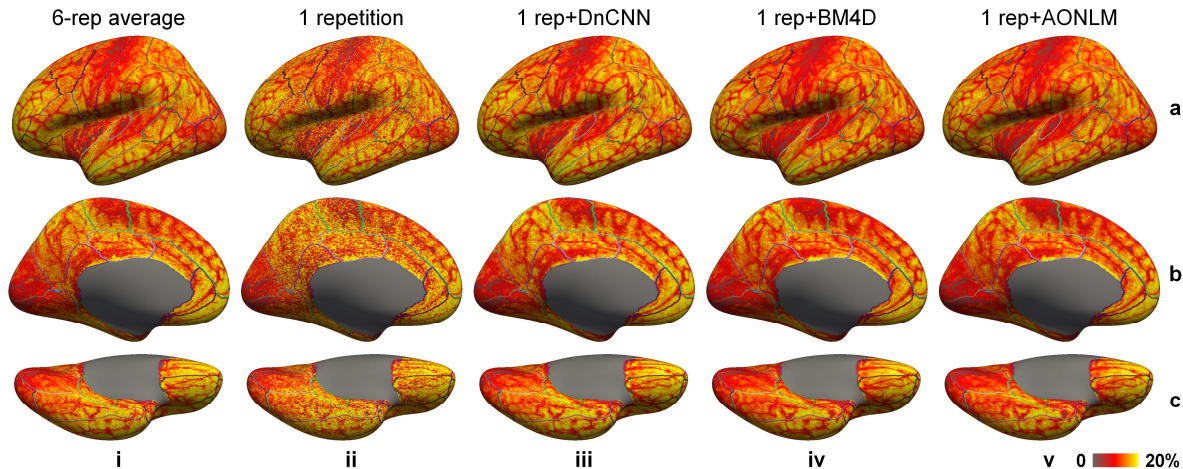 6-rep average 1 repetition 1 rep+DnCNN 1 rep+BM4D 1 rep+AONLM
a
b
c
i ii iii iv v 0 20%